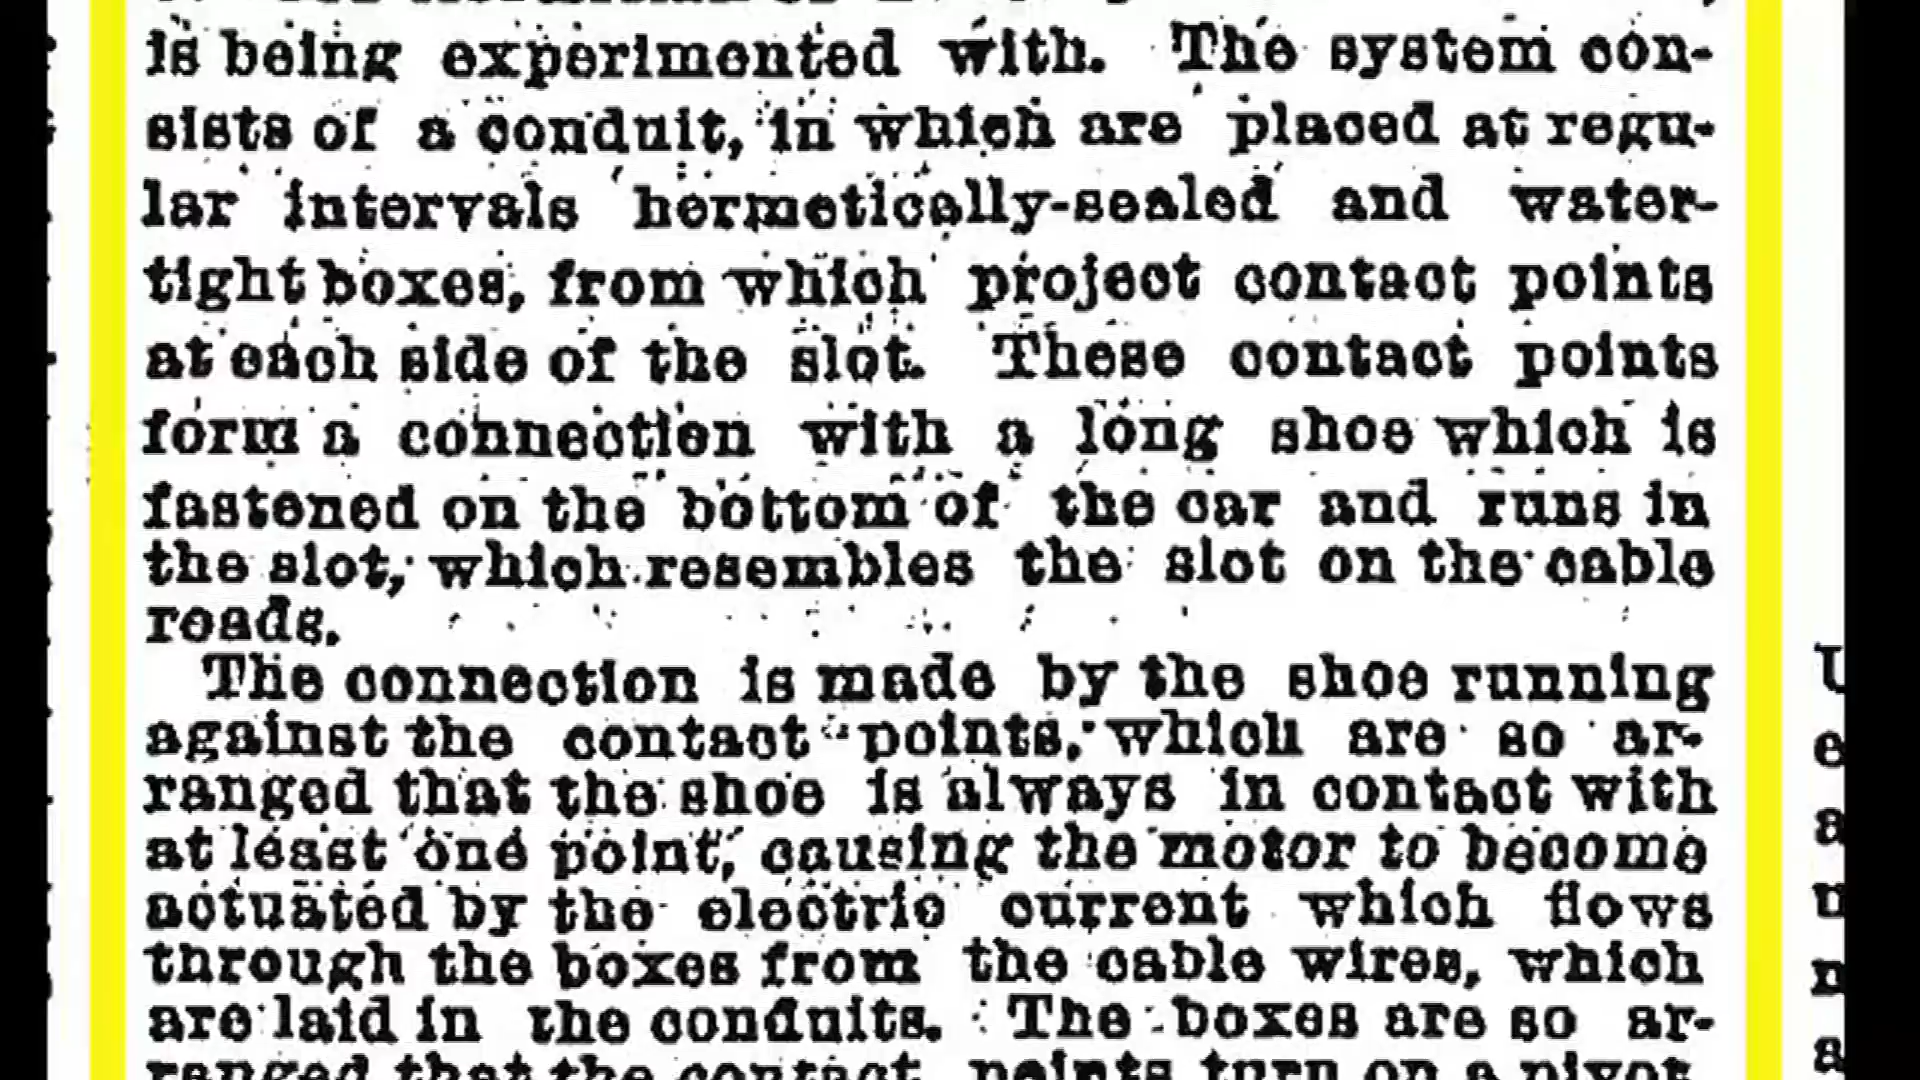 is being experimented with. The system con-
sists of a conduit, in which are placed at regu-
lar intervals hermetically-sealed and water-
tight boxes, from which project contact points
at each side of the slot. These contact points
form a connection with a long shoe which is
fastened on the bottom of the car and runs in
the slot, which resembles the slot on the cable
roads.
The connection is made by the shoe running
against the contact points, which are so ar-
ranged that the shoe is always in contact with
at least one point, causing the motor to become
actuated by the electric current which flows
through the boxes from the cable wires, which
are laid in the conduits. The boxes are so ar-
ranged that the contact points turn on a pivot